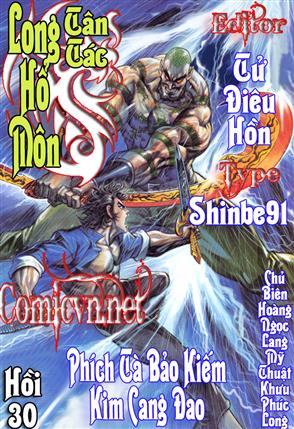 Long Tân
Hổ Tác
Môn
Editor
Tử
Điêu
Hồn
Type
Shinbe91
Comicvn.net
Chủ
Biên
Hoàng
Ngọc
Lang
Mỹ
Thuật
Khưu
Phúc
Long
Phích Tà Bảo Kiếm
Kim Cang Đao
Hồi
30